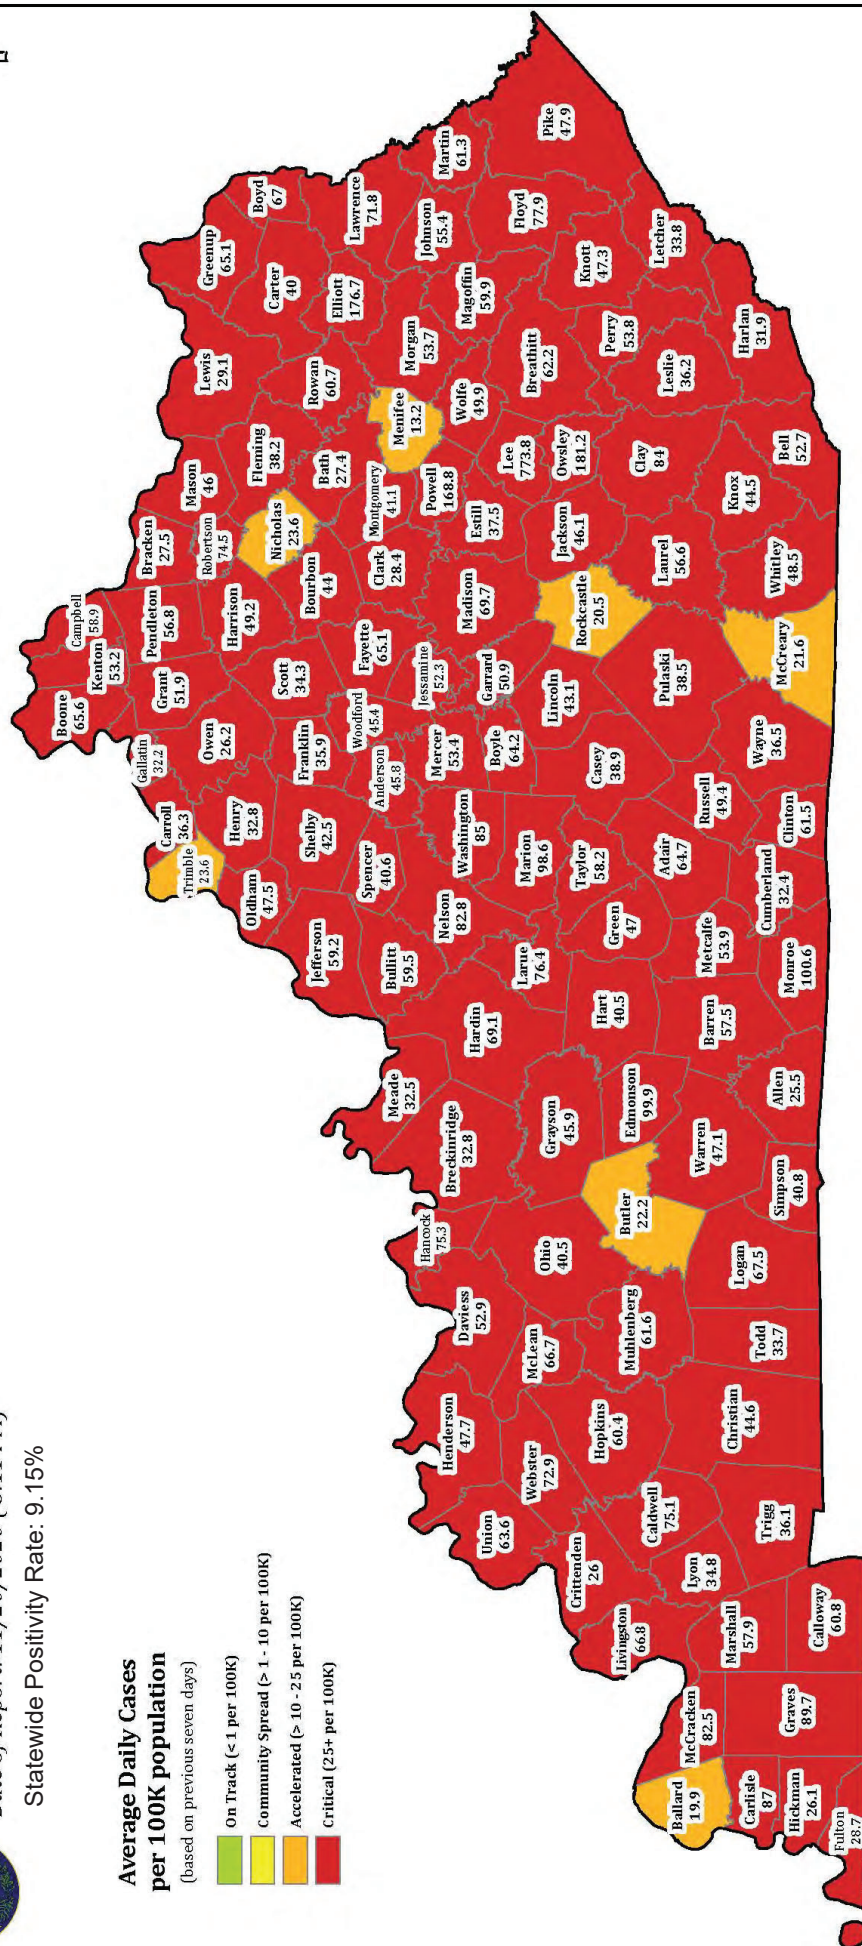 Statewide Positivity Rate: 9.15%
Average Daily Cases
per 100K population
(based on previous seven days)
On Track (< 1 per 100K)
Community Spread (> 1 - 10 per 100K)
Accelerated (> 10 - 25 per 100K)
Critical (25+ per 100K)
Boone
65.6
Kenton
53.2
Campbell
58.9
Gallatin
32.2
Grant
51.9
Pendleton
56.8
Bracken
27.5
Carroll
36.3
Trimble
23.6
Owen
26.2
Robertson
74.5
Mason
46
Lewis
29.1
Greenup
65.1
Henry
32.8
Oldham
47.5
Harrison
49.2
Nicholas
23.6
Fleming
38.2
Carter
40
Boyd
67
Jefferson
59.2
Shelby
42.5
Franklin
35.9
Scott
34.3
Bourbon
44
Bath
27.4
Rowan
60.7
Elliott
176.7
Lawrence
71.8
Bullitt
59.5
Spencer
40.6
Anderson
45.8
Woodford
45.4
Fayette
65.1
Clark
28.4
Montgomery
41.1
Menifee
13.2
Morgan
53.7
Johnson
55.4
Martin
61.3
Meade
32.5
Hancock
75.3
Breckinridge
32.8
Hardin
69.1
Nelson
82.8
Washington
85
Mercer
53.4
Jessamine
52.3
Madison
69.7
Estill
37.5
Powell
168.8
Wolfe
49.9
Magoffin
59.9
Floyd
77.9
Pike
47.9
Union
63.6
Henderson
47.7
Daviess
52.9
Webster
72.9
McLean
66.7
Ohio
40.5
Grayson
45.9
Larue
76.4
Marion
98.6
Boyle
64.2
Garrard
50.9
Lincoln
43.1
Rockcastle
20.5
Jackson
46.1
Lee
773.8
Owsley
181.2
Breathitt
62.2
Knott
47.3
Perry
53.8
Letcher
33.8
Crittenden
26
Hopkins
60.4
Muhlenberg
61.6
Butler
22.2
Edmonson
99.9
Hart
40.5
Green
47
Taylor
58.2
Casey
38.9
Pulaski
38.5
Laurel
56.6
Clay
84
Leslie
36.2
Harlan
31.9
Livingston
66.8
Lyon
34.8
Caldwell
75.1
Christian
44.6
Todd
33.7
Logan
67.5
Warren
47.1
Barren
57.5
Metcalfe
53.9
Adair
64.7
Russell
49.4
Wayne
36.5
McCreary
21.6
Whitley
48.5
Knox
44.5
Bell
52.7
Ballard
19.9
McCracken
82.5
Marshall
57.9
Trigg
36.1
Simpson
40.8
Allen
25.5
Monroe
100.6
Cumberland
32.4
Clinton
61.5
Carlisle
87
Hickman
26.1
Fulton
28.7
Graves
89.7
Calloway
60.8